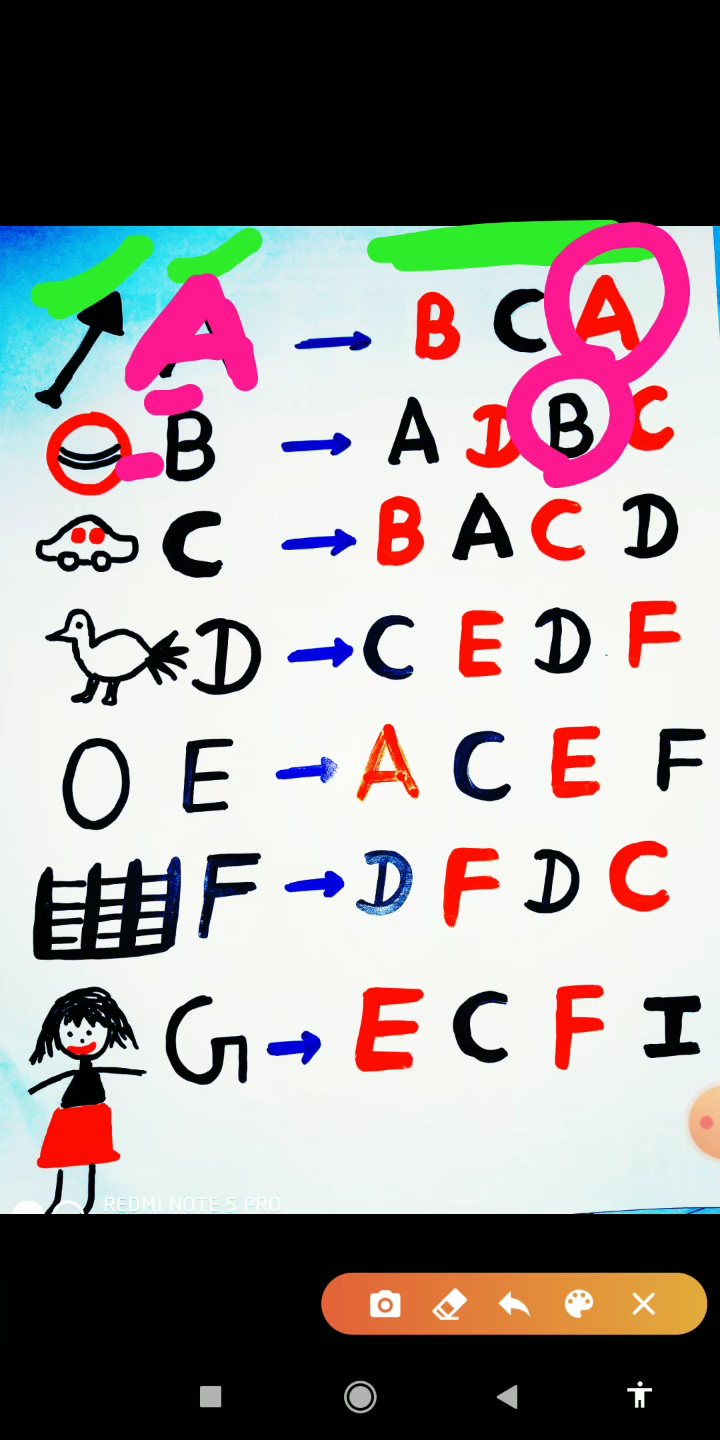 A → B C A
B → A D B C
C → B A C D
D → C E D F
E → A C E F
F → D F D C
G → E C F I
REDMI NOTE 5 PRO